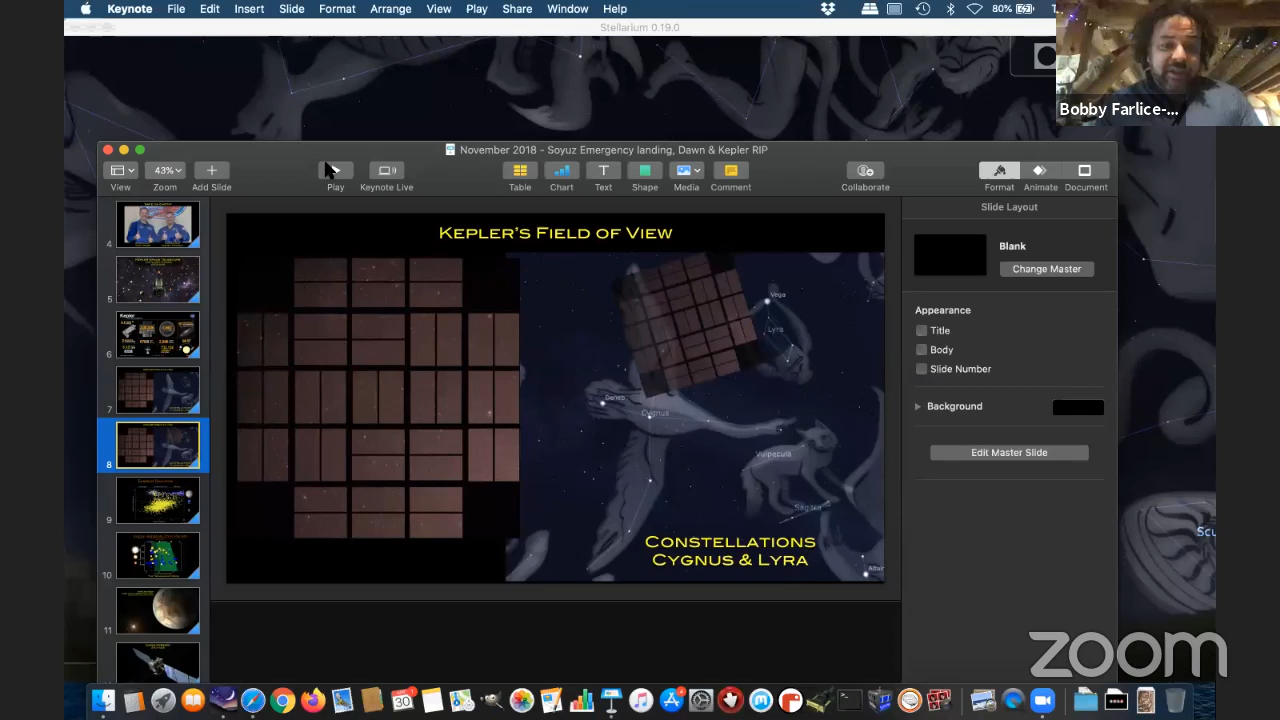 Keynote File Edit Insert Slide Format Arrange View Play Share Window Help 80%
Stellarium 0.19.0
Bobby Farlice-...
November 2018 - Soyuz Emergency landing, Dawn & Kepler RIP
43%
View Zoom Add Slide Play Keynote Live Table Chart Text Shape Media Comment Collaborate Format Animate Document
Slide Layout
4
5
6
Kepler
7
8
9
10
11
Kepler's Field of View
Vega
Lyra
Deneb
Cygnus
Vulpecula
Sagitta
Altair
Constellations
Cygnus & Lyra
Blank
Change Master
Appearance
Title
Body
Slide Number
Background
Edit Master Slide
Scu
zoom
30